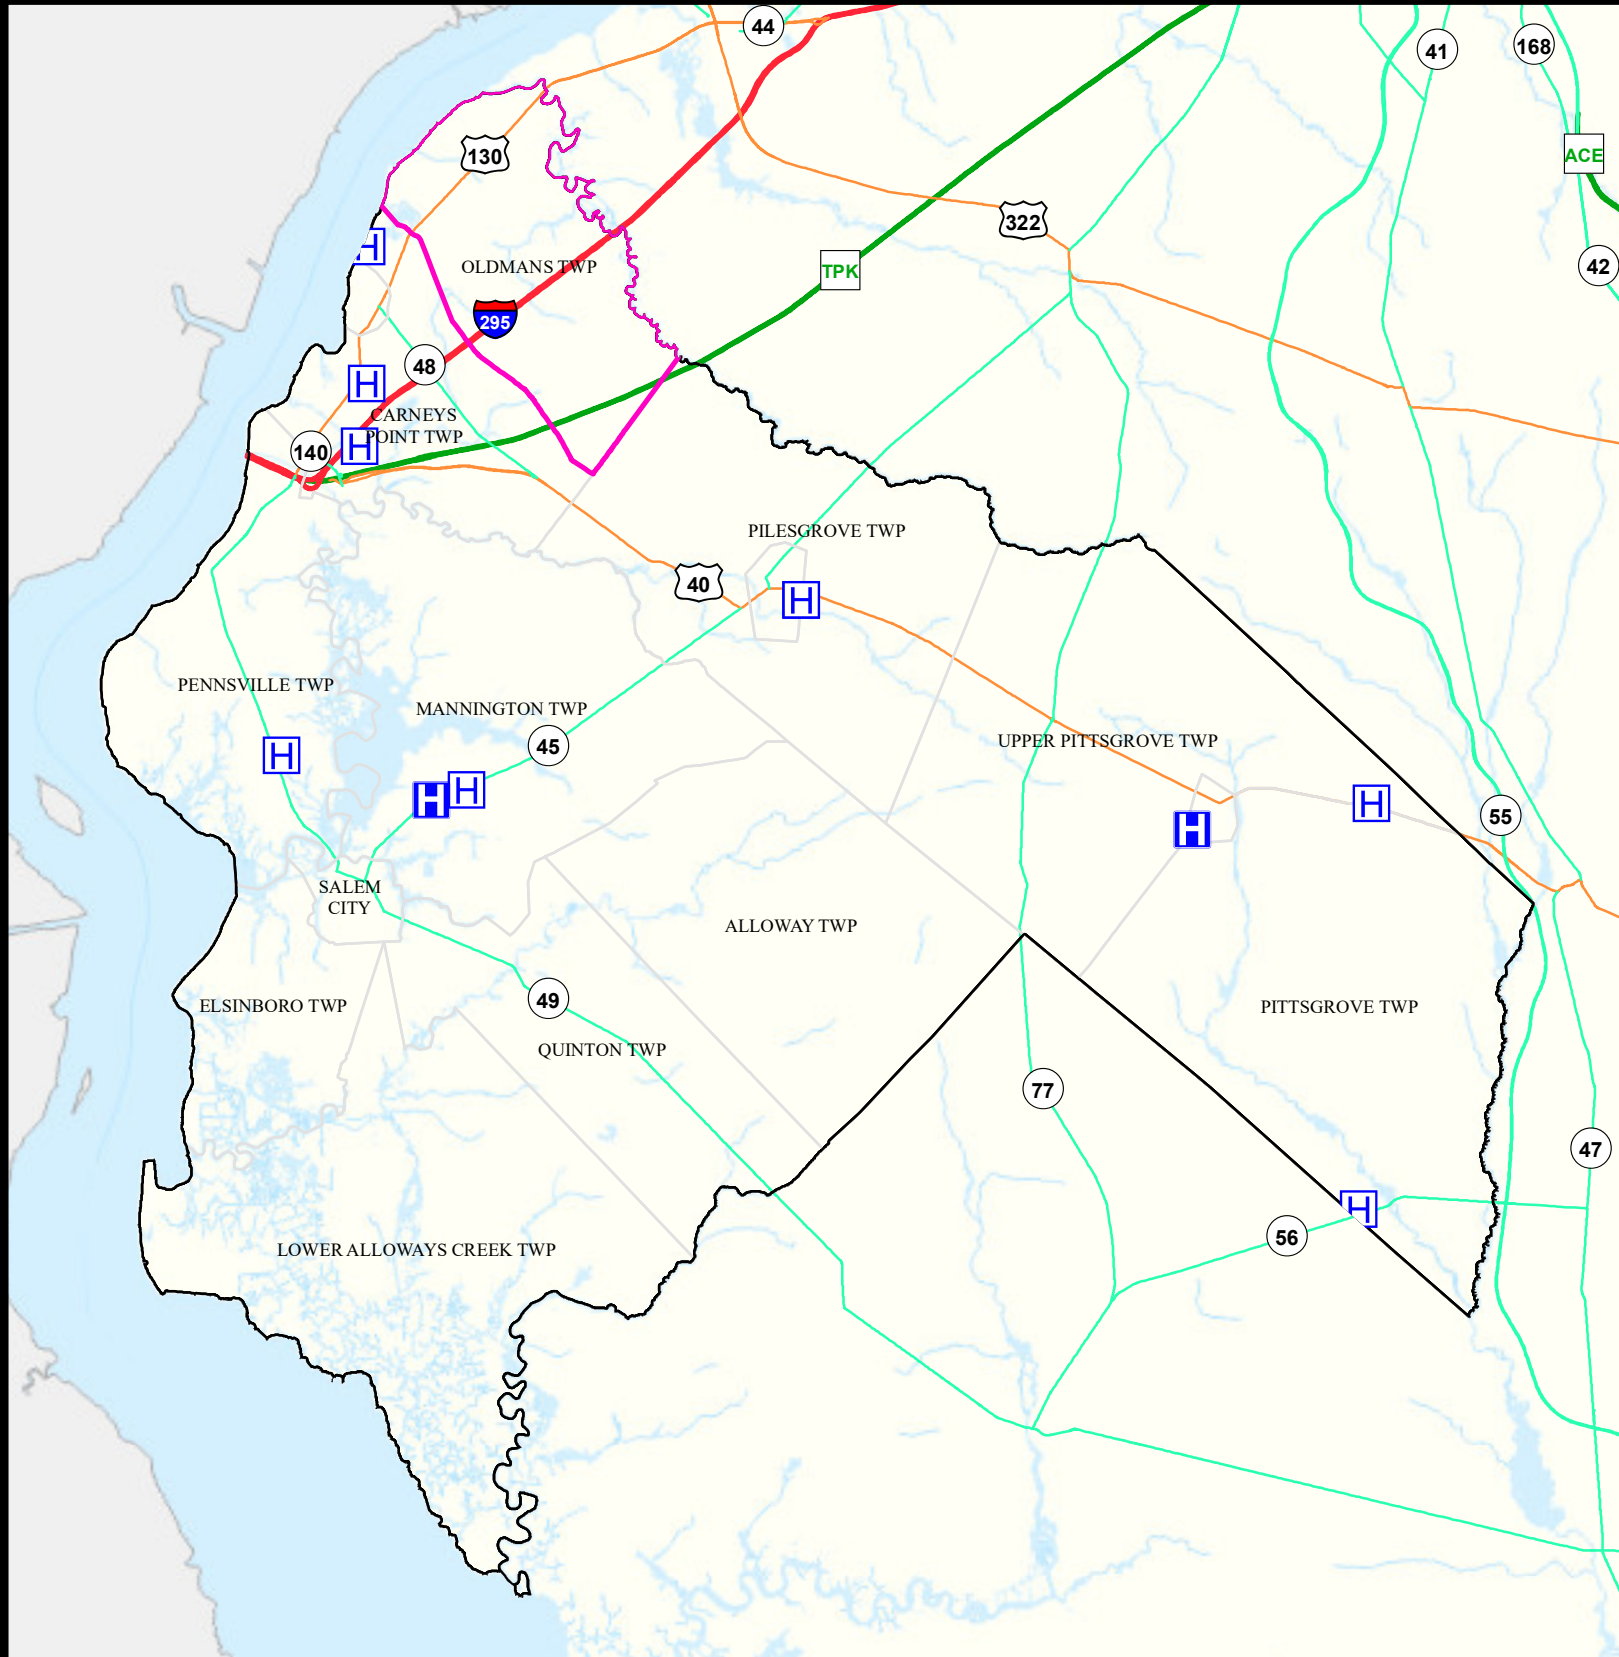 44
41
168
130
ACE
322
42
OLDMANS TWP
TPK
H
295
48
H
CARNEYS
POINT TWP
H
140
PILESGROVE TWP
40
H
PENNSVILLE TWP
MANNINGTON TWP
45
UPPER PITTSGROVE TWP
H
H
H
H
H
55
SALEM
CITY
ALLOWAY TWP
ELSINBORO TWP
49
PITTSGROVE TWP
QUINTON TWP
77
47
H
56
LOWER ALLOWAYS CREEK TWP